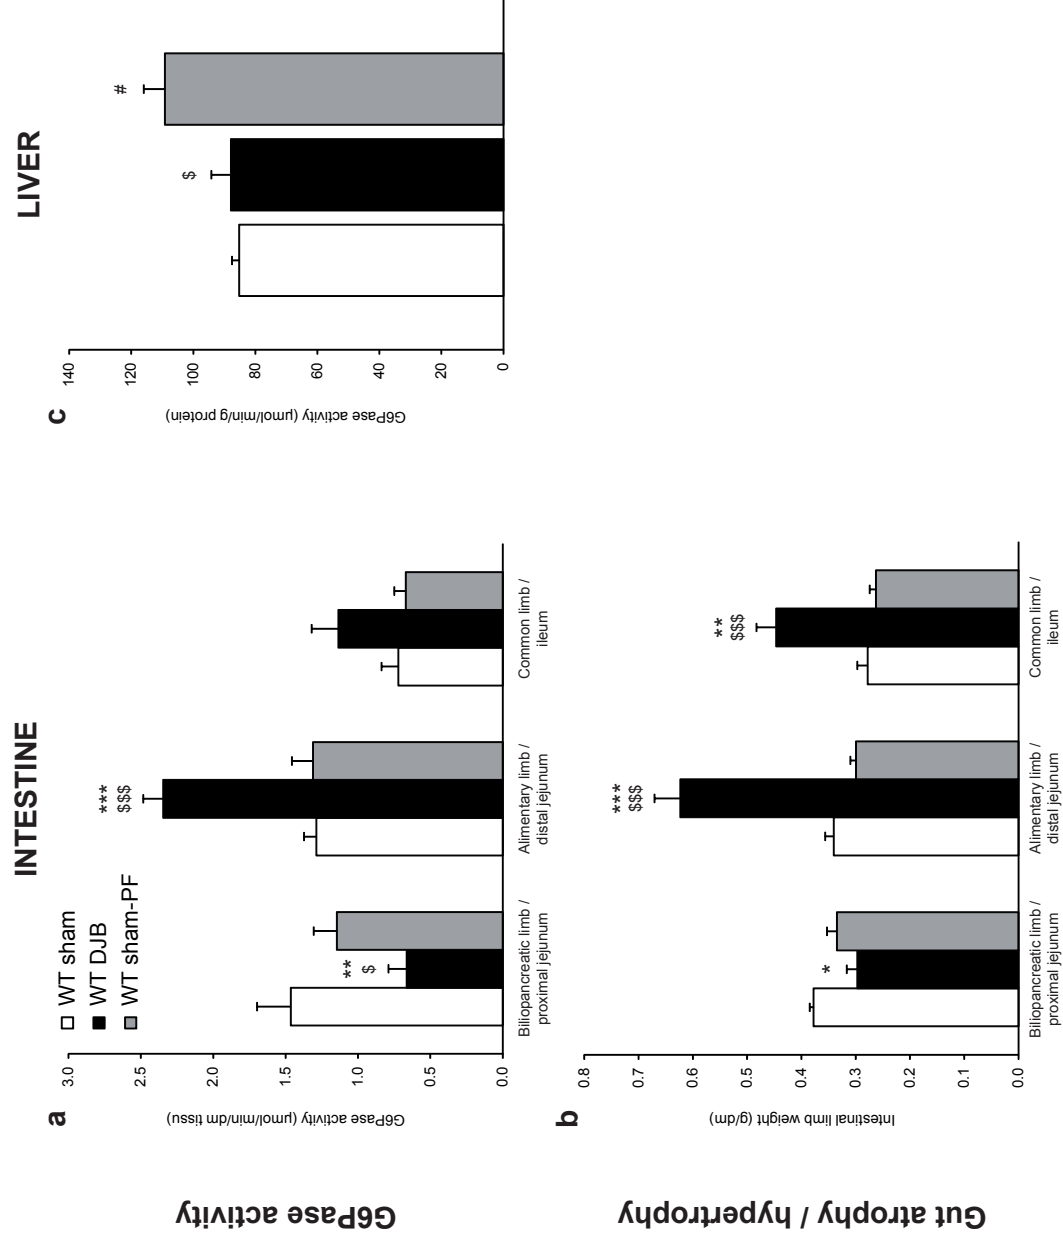 INTESTINE
LIVER
a
WT sham
WT DJB
WT sham-PF
G6Pase activity
G6Pase activity (µmol/min/dm tissu)
3.0
2.5
2.0
1.5
1.0
0.5
0.0
**
$
***
$$$
Biliopancreatic limb /
proximal jejunum
Alimentary limb /
distal jejunum
Common limb /
ileum
c
G6Pase activity (µmol/min/g protein)
140
120
100
80
60
40
20
0
$
#
b
Gut atrophy / hypertrophy
Intestinal limb weight (g/dm)
0.8
0.7
0.6
0.5
0.4
0.3
0.2
0.1
0.0
*
***
$$$
**
$$$
Biliopancreatic limb /
proximal jejunum
Alimentary limb /
distal jejunum
Common limb /
ileum